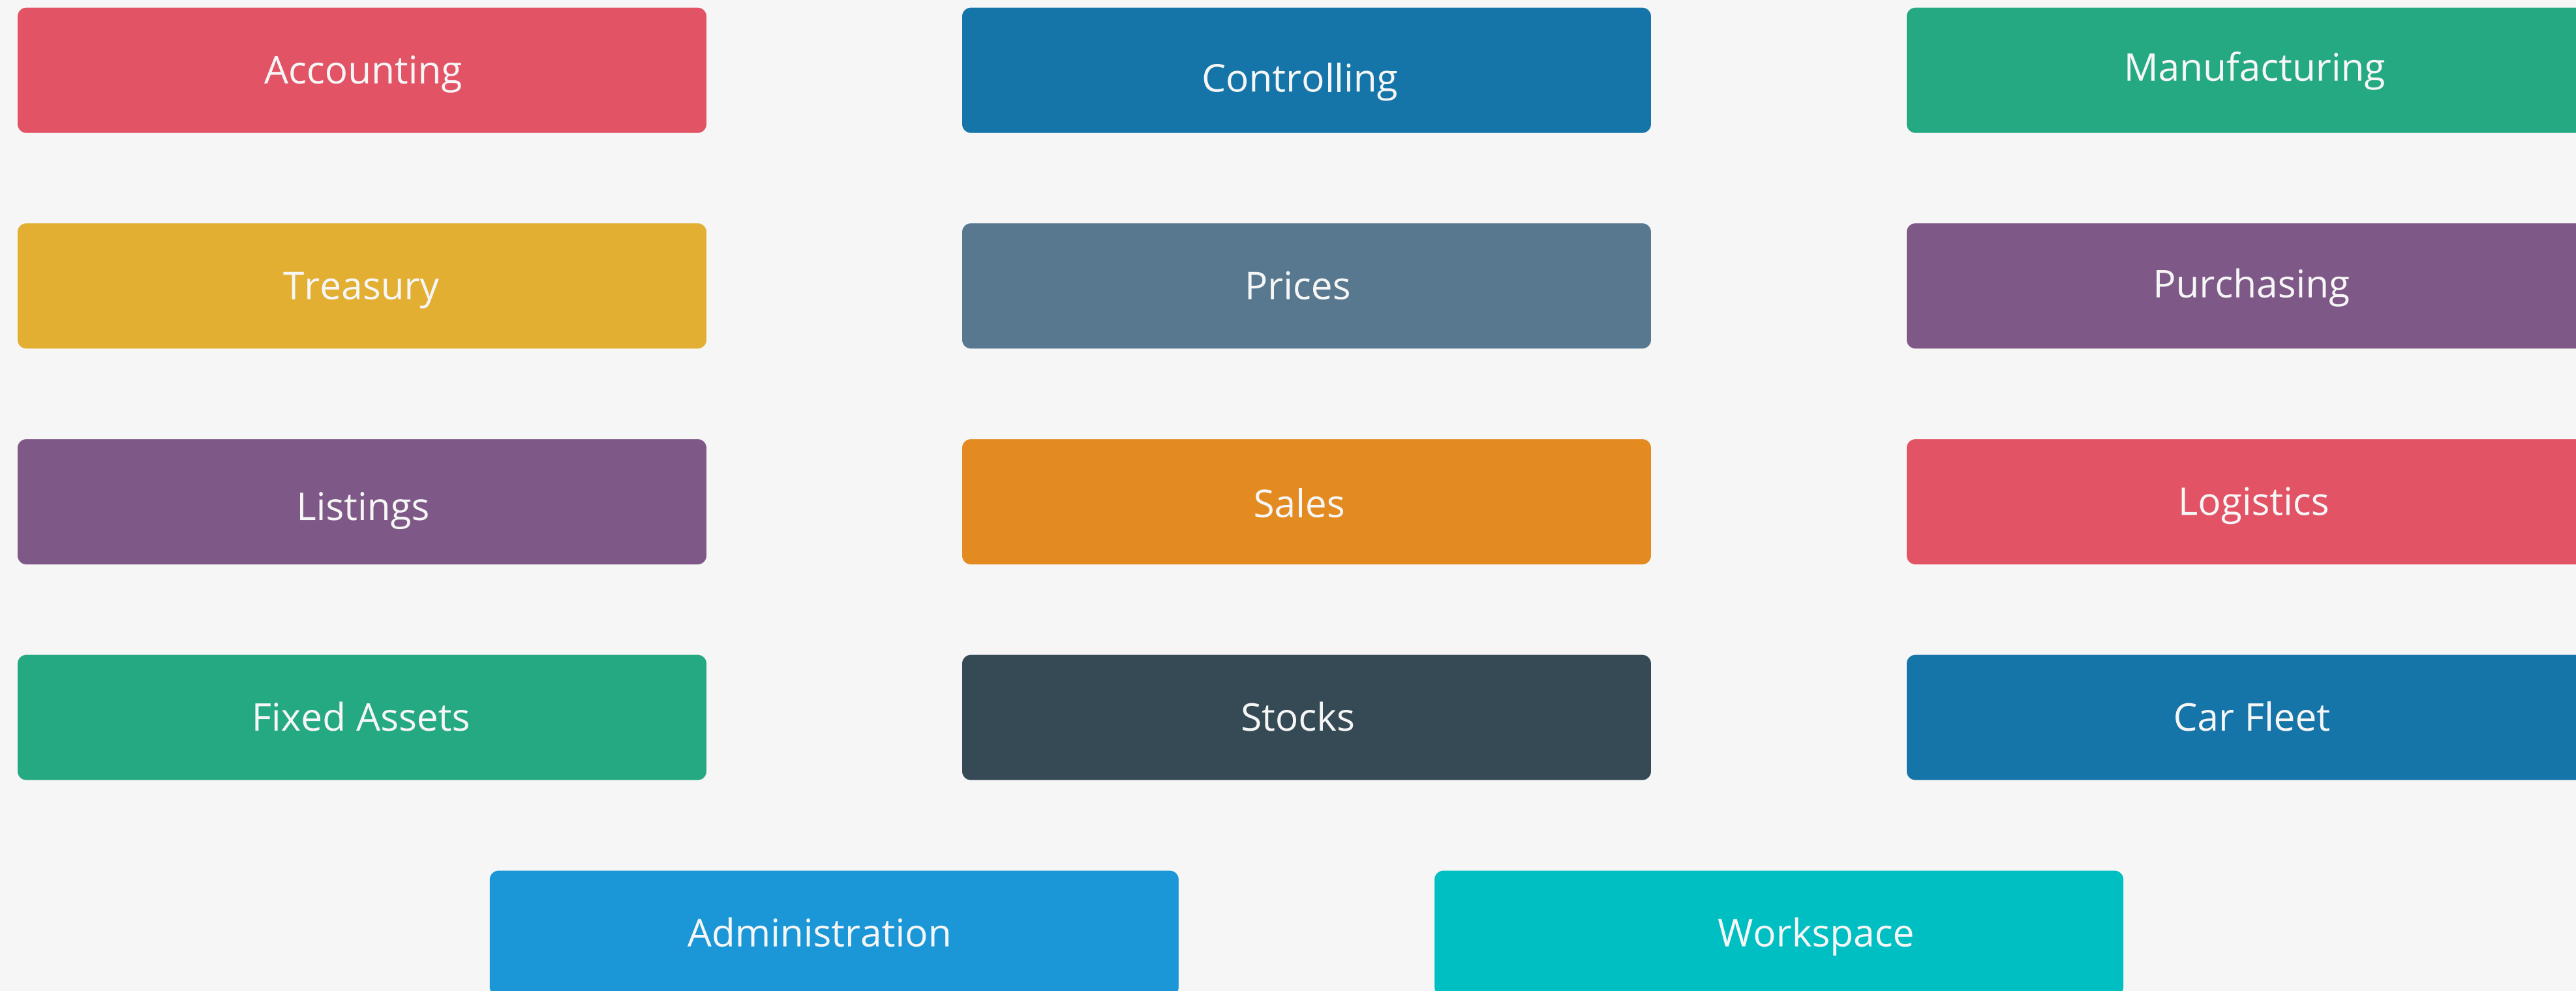 Accounting
Controlling
Manufacturing
Treasury
Prices
Purchasing
Listings
Sales
Logistics
Fixed Assets
Stocks
Car Fleet
Administration
Workspace